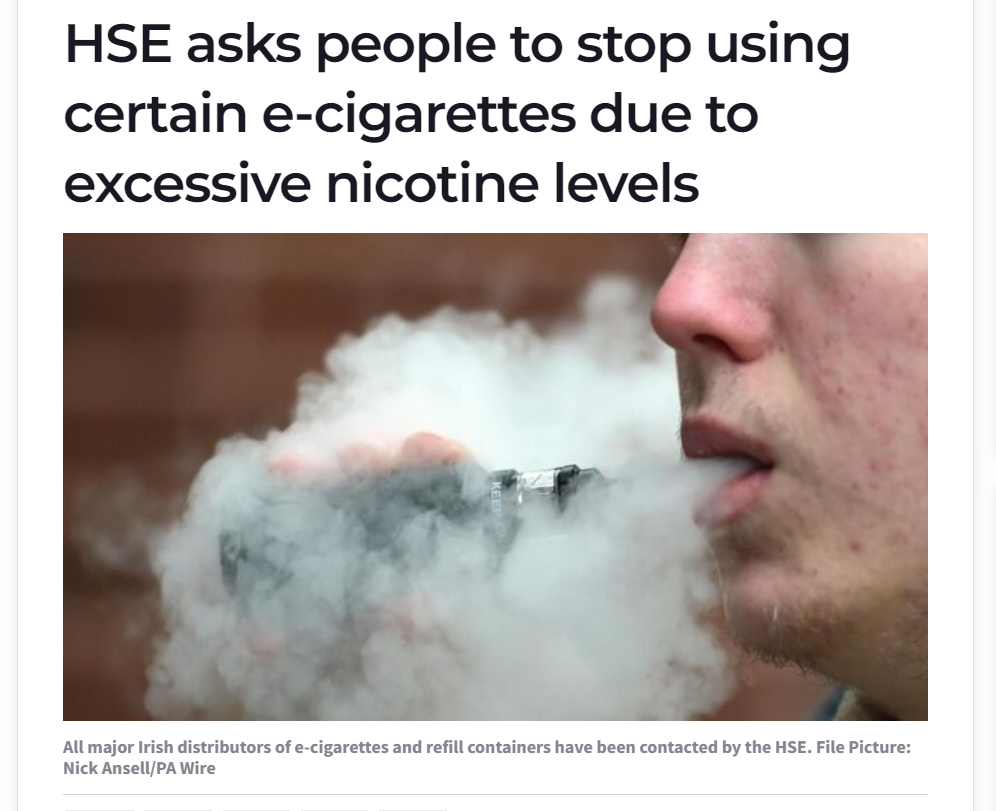 HSE asks people to stop using
certain e-cigarettes due to
excessive nicotine levels
All major Irish distributors of e-cigarettes and refill containers have been contacted by the HSE. File Picture:
Nick Ansell/PA Wire